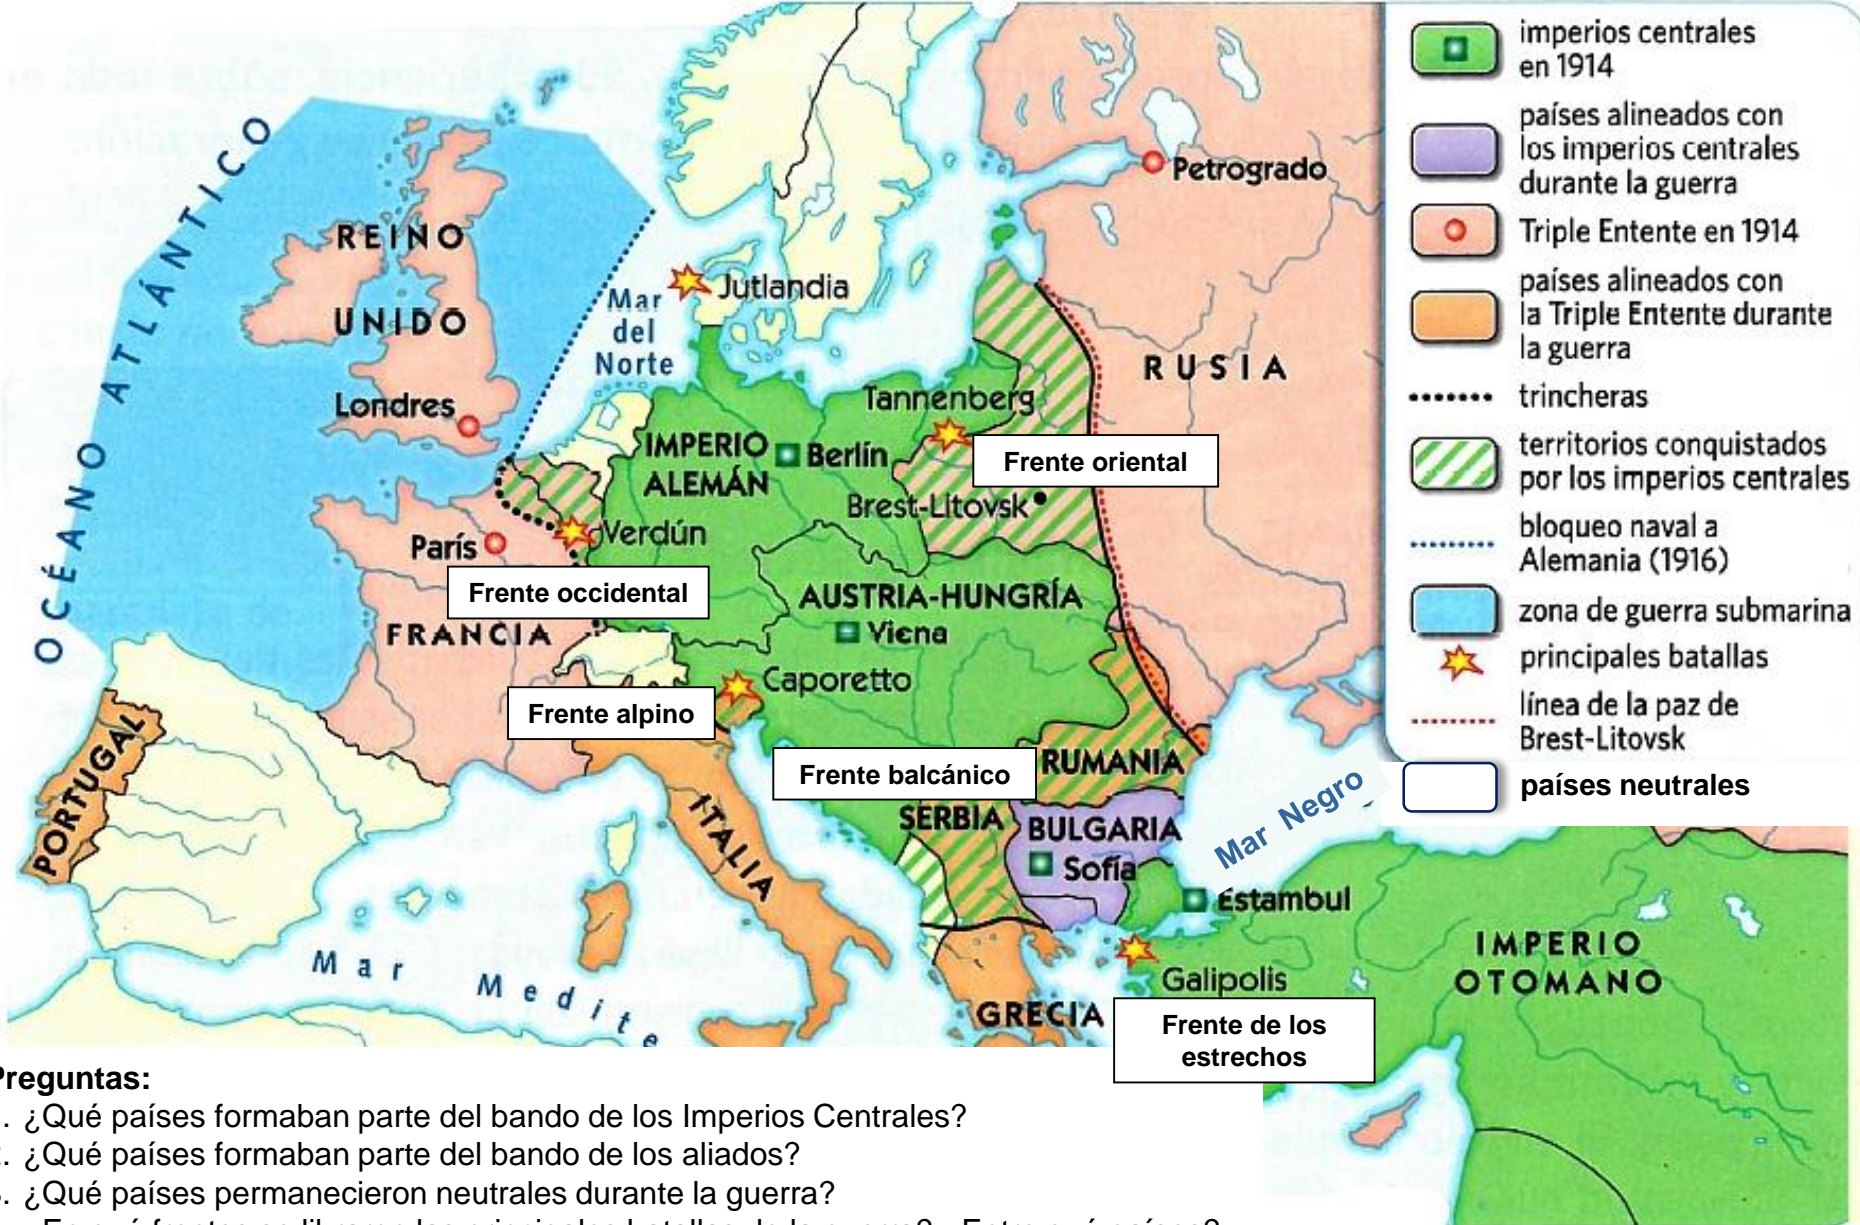 imperios centrales
en 1914
países alineados con
los imperios centrales
durante la guerra
Triple Entente en 1914
países alineados con
la Triple Entente durante
la guerra
trincheras
territorios conquistados
por los imperios centrales
bloqueo naval a
Alemania (1916)
zona de guerra submarina
principales batallas
línea de la paz de
Brest-Litovsk
países neutrales
OCÉANO ATLÁNTICO
REINO
UNIDO
Londres
Mar
del
Norte
Jutlandia
Petrogrado
RUSIA
Tannenberg
IMPERIO
ALEMÁN
Berlín
Frente oriental
Brest-Litovsk
Verdún
París
Frente occidental
FRANCIA
AUSTRIA-HUNGRÍA
Viena
Caporetto
Frente alpino
Frente balcánico
RUMANIA
Mar Negro
PORTUGAL
ITALIA
SERBIA
BULGARIA
Sofía
Estambul
IMPERIO
OTOMANO
Mar Medite
Galipolis
GRECIA
Frente de los
estrechos
Preguntas:
. ¿Qué países formaban parte del bando de los Imperios Centrales?
. ¿Qué países formaban parte del bando de los aliados?
. ¿Qué países permanecieron neutrales durante la guerra?